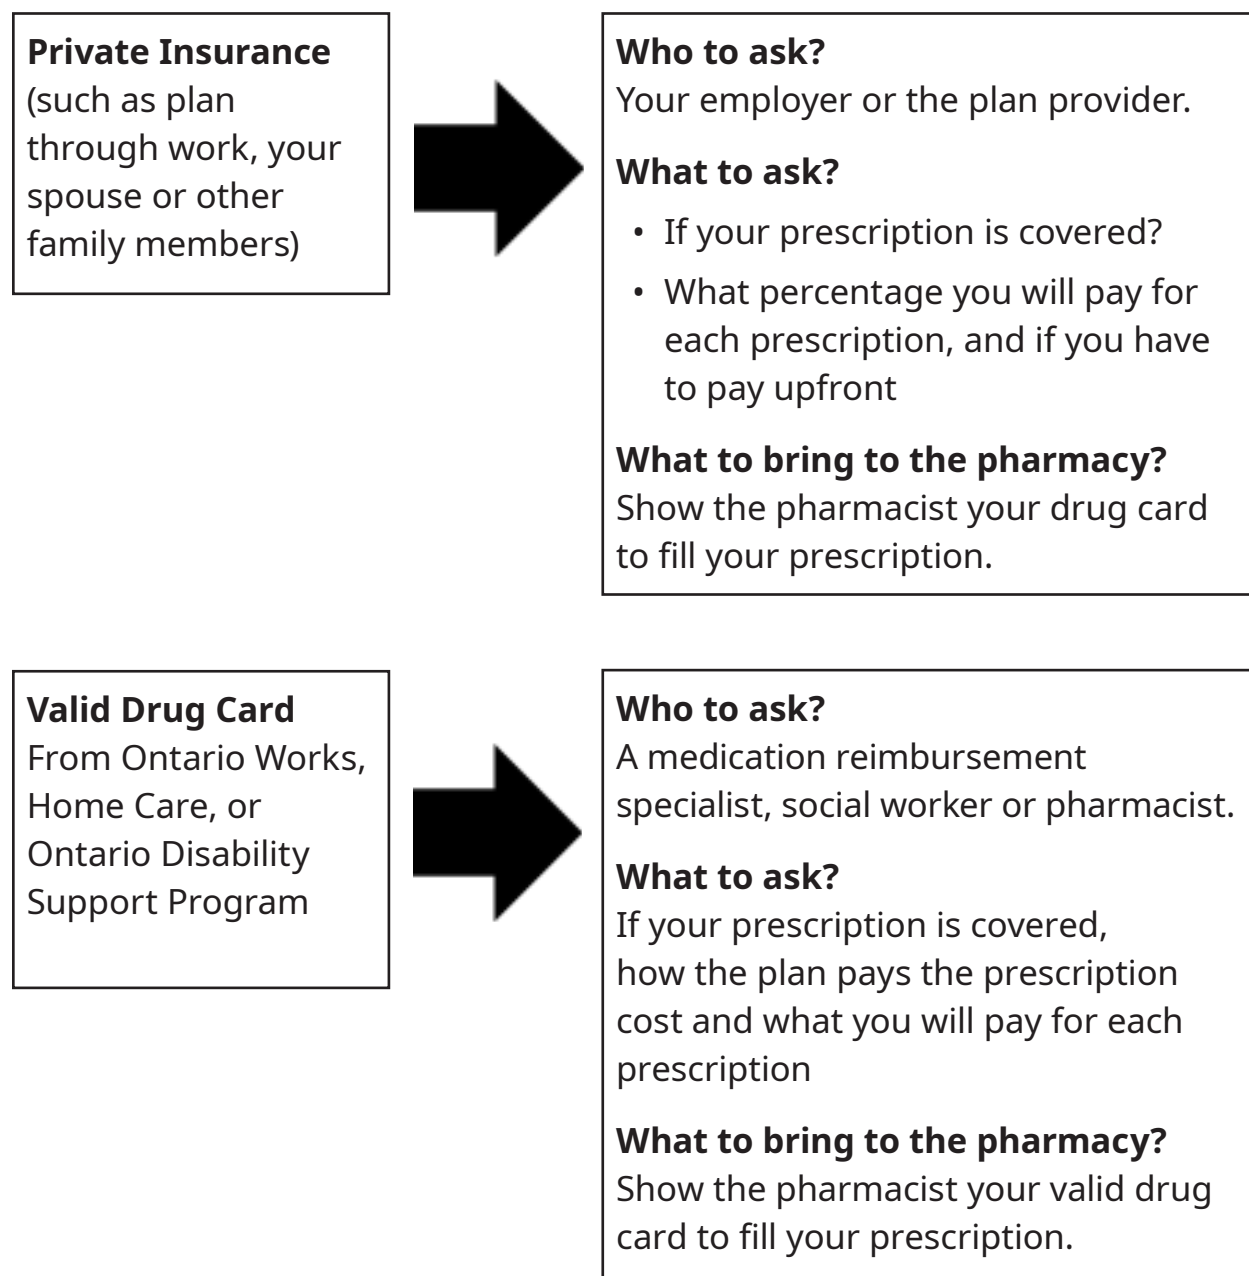 Private Insurance
(such as plan
through work, your
spouse or other
family members)
Who to ask?
Your employer or the plan provider.
What to ask?
• If your prescription is covered?
• What percentage you will pay for
each prescription, and if you have
to pay upfront
What to bring to the pharmacy?
Show the pharmacist your drug card
to fill your prescription.
Valid Drug Card
From Ontario Works,
Home Care, or
Ontario Disability
Support Program
Who to ask?
A medication reimbursement
specialist, social worker or pharmacist.
What to ask?
If your prescription is covered,
how the plan pays the prescription
cost and what you will pay for each
prescription
What to bring to the pharmacy?
Show the pharmacist your valid drug
card to fill your prescription.